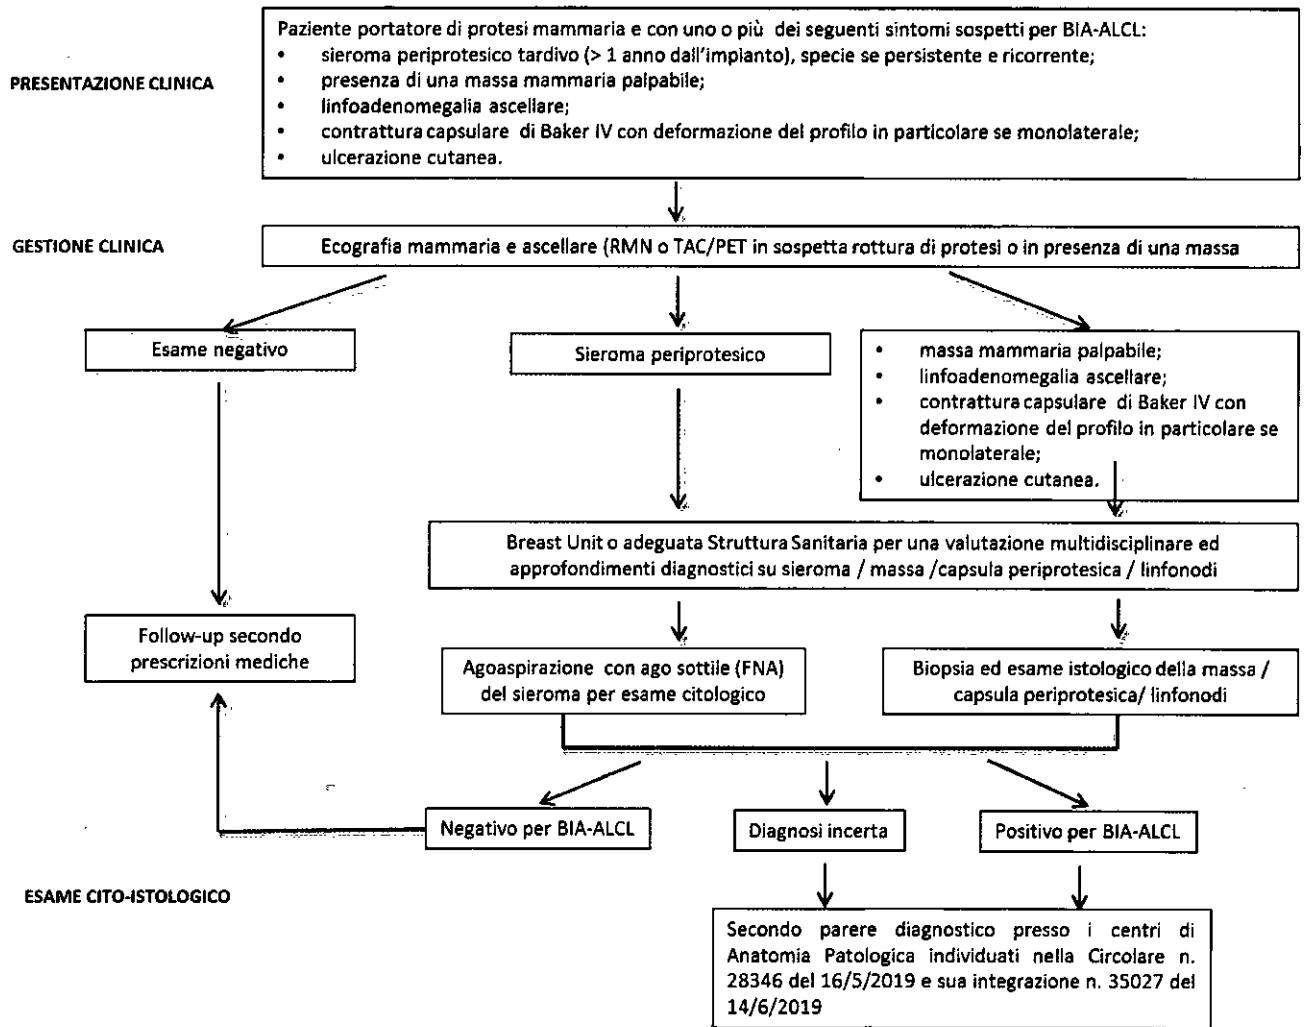 PRESENTAZIONE CLINICA
Paziente portatore di protesi mammaria e con uno o più dei seguenti sintomi sospetti per BIA-ALCL:
• sieroma periprotesico tardivo (> 1 anno dall'impianto), specie se persistente e ricorrente;
• presenza di una massa mammaria palpabile;
• linfoadenomegalia ascellare;
• contrattura capsulare di Baker IV con deformazione del profilo in particolare se monolaterale;
• ulcerazione cutanea.
GESTIONE CLINICA
Ecografia mammaria e ascellare (RMN o TAC/PET in sospetta rottura di protesi o in presenza di una massa
Esame negativo
Sieroma periprotesico
• massa mammaria palpabile;
• linfoadenomegalia ascellare;
• contrattura capsulare di Baker IV con
deformazione del profilo in particolare se
monolaterale;
• ulcerazione cutanea.
Breast Unit o adeguata Struttura Sanitaria per una valutazione multidisciplinare ed
approfondimenti diagnostici su sieroma / massa /capsula periprotesica / linfonodi
Follow-up secondo
prescrizioni mediche
Agoaspirazione con ago sottile (FNA)
del sieroma per esame citologico
Biopsia ed esame istologico della massa /
capsula periprotesica/ linfonodi
Negativo per BIA-ALCL
Diagnosi incerta
Positivo per BIA-ALCL
ESAME CITO-ISTOLOGICO
Secondo parere diagnostico presso i centri di
Anatomia Patologica individuati nella Circolare n.
28346 del 16/5/2019 e sua integrazione n. 35027 del
14/6/2019